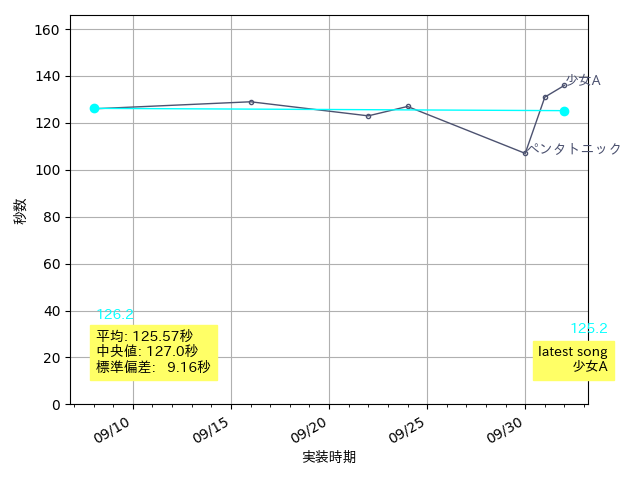 160
140
120
100
80
60
40
20
0
秒数
少女A
ペンタトニック
126.2
125.2
平均: 125.57秒
中央値: 127.0秒
標準偏差: 9.16秒
latest song
少女A
09/10
09/15
09/20
09/25
09/30
実装時期